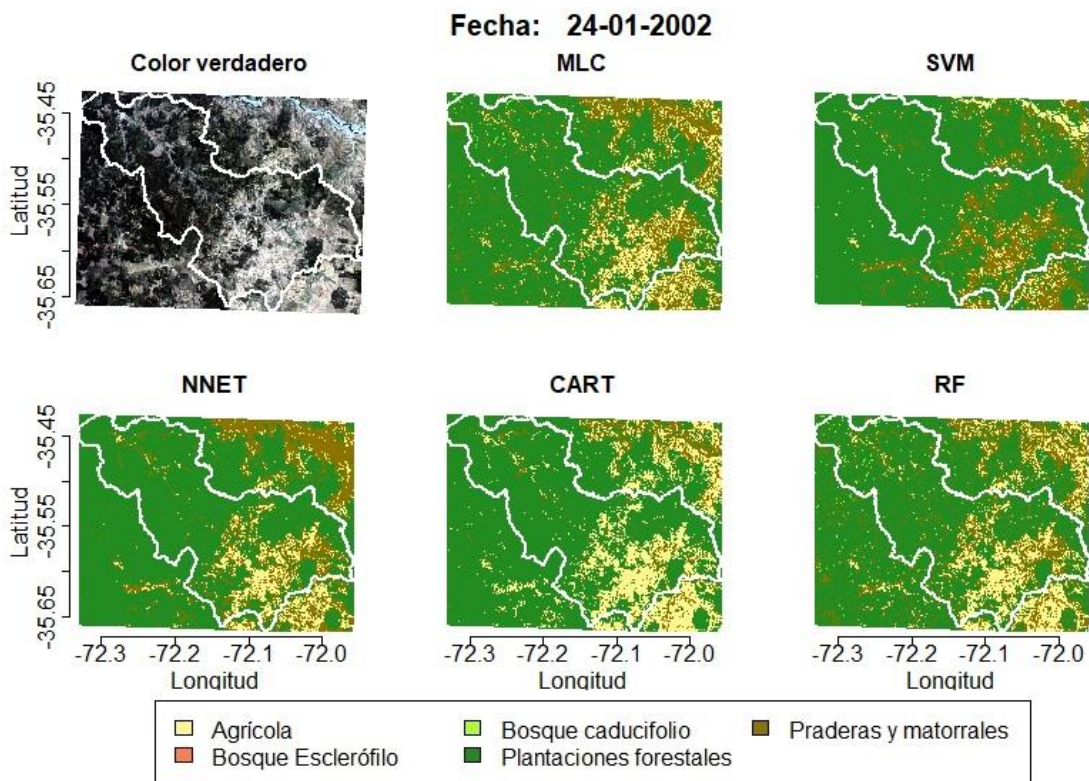 Fecha: 24-01-2002
Color verdadero
MLC
SVM
Latitud
-35.45
-35.55
-35.65
NNET
CART
RF
Latitud
-35.45
-35.55
-35.65
-72.3 -72.2 -72.1 -72.0
-72.3 -72.2 -72.1 -72.0
-72.3 -72.2 -72.1 -72.0
Longitud
Longitud
Longitud
Agrícola
Bosque Esclerófilo
Bosque caducifolio
Plantaciones forestales
Praderas y matorrales